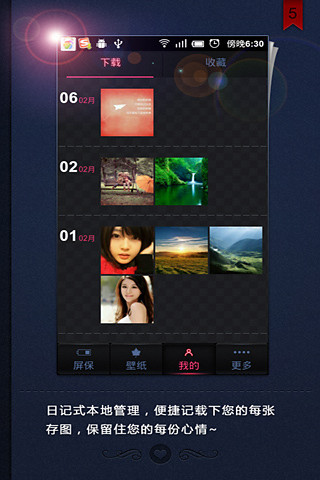 5
傍晚6:30
下载
收藏
06 02月
02 02月
01 02月
屏保
壁纸
我的
更多
日记式本地管理，便捷记载下您的每张
存图，保留住您的每份心情~